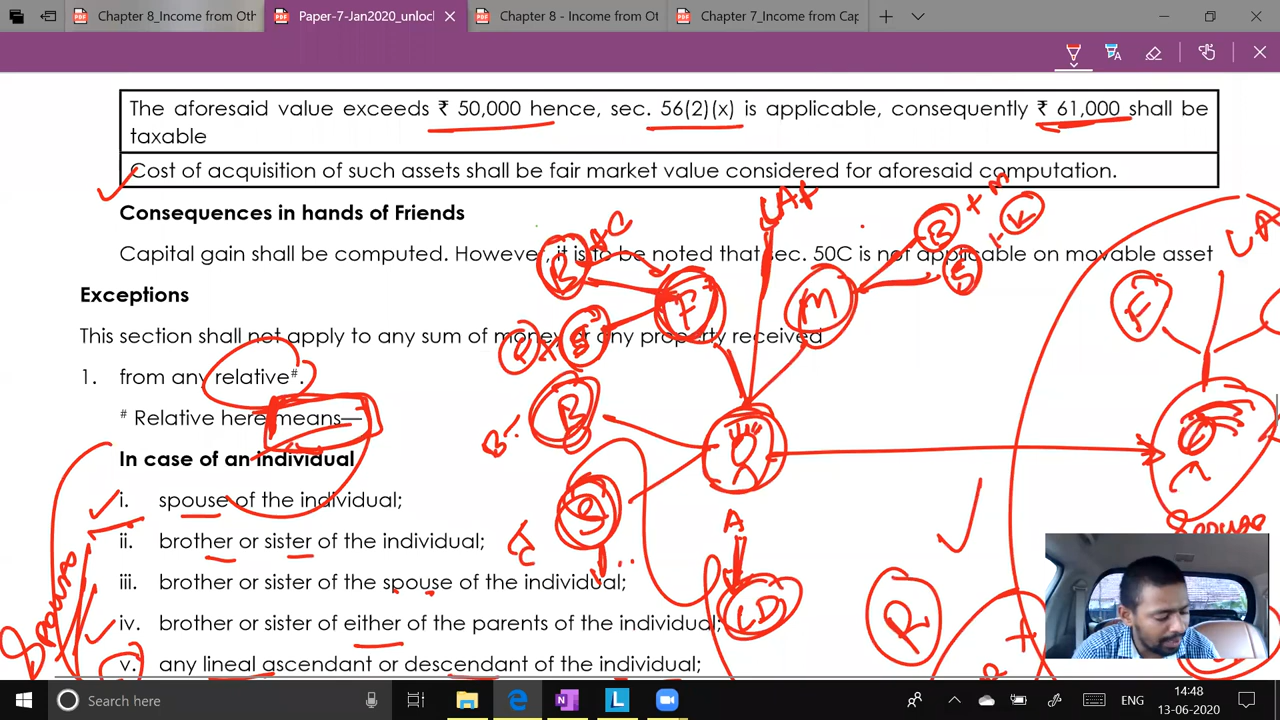 Chapter 8_Income from Oth
Paper-7-Jan2020_unlocl
Chapter 8 - Income from Ot
Chapter 7_Income from Cap
The aforesaid value exceeds ₹ 50,000 hence, sec. 56(2)(x) is applicable, consequently ₹ 61,000 shall be
taxable
Cost of acquisition of such assets shall be fair market value considered for aforesaid computation.
Consequences in hands of Friends
Capital gain shall be computed. However, it is to be noted that sec. 50C is not applicable on movable asset
Exceptions
This section shall not apply to any sum of money or any property received
1. from any relative#.
# Relative here means—
In case of an individual
i. spouse of the individual;
ii. brother or sister of the individual;
iii. brother or sister of the spouse of the individual;
iv. brother or sister of either of the parents of the individual;
v. any lineal ascendant or descendant of the individual;
LA
B
F
M
B
S
K
S
B
S
A
LD
F
R
Spouse
Spouse
Search here
ENG
14:48
13-06-2020